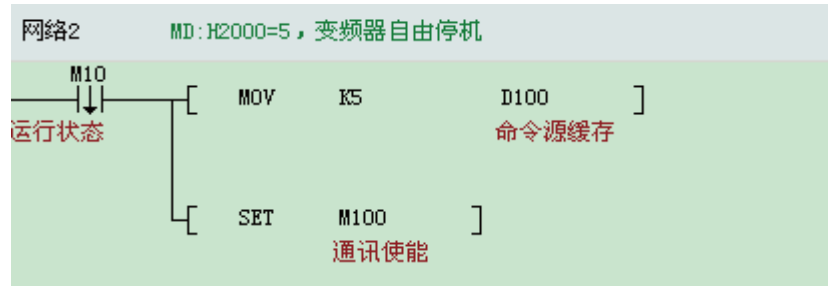 网络2 MD:H2000=5，变频器自由停机
M10
MOV K5 D100
运行状态 命令源缓存
SET M100
通讯使能